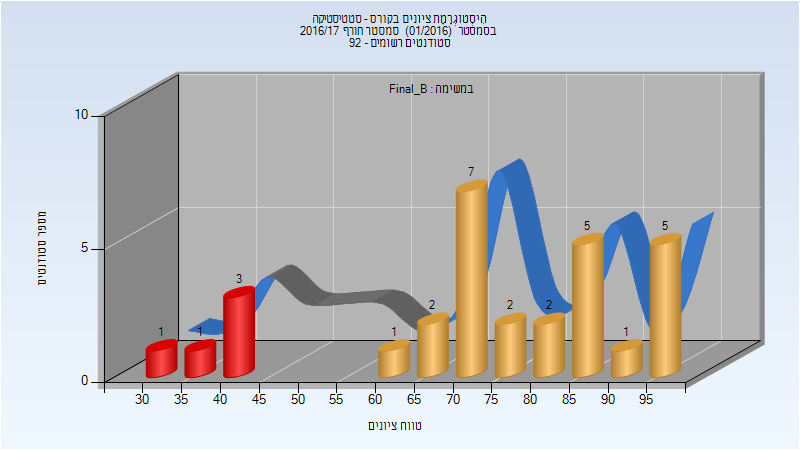 היסטוגרמת ציונים בקורס - סטטיסטיקה
בסמסטר (01/2016) סמסטר חורף 2016/17
סטודנטים רשומים - 92
במשימה : Final_B
מספר סטודנטים
10
5
0
1
1
3
1
2
7
2
2
5
1
5
30 35 40 45 50 55 60 65 70 75 80 85 90 95
טווח ציונים